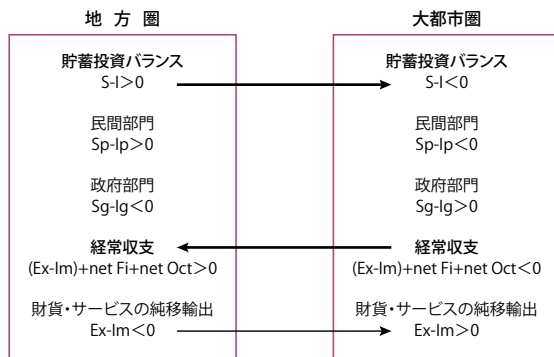 地方圏
貯蓄投資バランス
S-I＞0
民間部門
Sp-Ip＞0
政府部門
Sg-Ig＜0
経常収支
(Ex-Im)+net Fi+net Oct＞0
財貨・サービスの純移輸出
Ex-Im＜0
大都市圏
貯蓄投資バランス
S-I＜0
民間部門
Sp-Ip＜0
政府部門
Sg-Ig＞0
経常収支
(Ex-Im)+net Fi+net Oct＜0
財貨・サービスの純移輸出
Ex-Im＞0